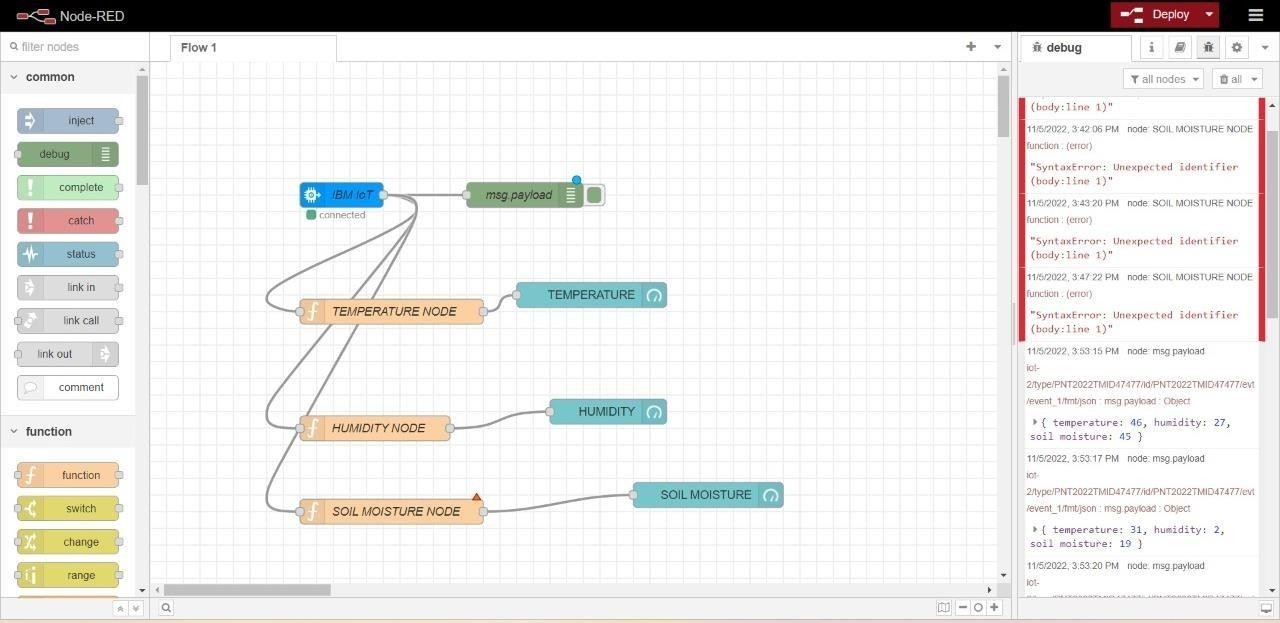 Node-RED
Deploy
filter nodes
Flow 1
debug
i
all nodes
all
common
inject
debug
complete
catch
status
link in
link call
link out
comment
function
function
switch
change
range
IBM IoT
connected
msg.payload
TEMPERATURE NODE
TEMPERATURE
HUMIDITY NODE
HUMIDITY
SOIL MOISTURE NODE
SOIL MOISTURE
(body:line 1)"
11/5/2022, 3:42:06 PM node: SOIL MOISTURE NODE
function : (error)
"SyntaxError: Unexpected identifier
(body:line 1)"
11/5/2022, 3:43:20 PM node: SOIL MOISTURE NODE
function : (error)
"SyntaxError: Unexpected identifier
(body:line 1)"
11/5/2022, 3:47:22 PM node: SOIL MOISTURE NODE
function : (error)
"SyntaxError: Unexpected identifier
(body:line 1)"
11/5/2022, 3:53:15 PM node: msg.payload
iot-
2/type/PNT2022TMID47477/id/PNT2022TMID47477/evt
/event_1/fmt/json : msg.payload : Object
{ temperature: 46, humidity: 27,
soil moisture: 45 }
11/5/2022, 3:53:17 PM node: msg.payload
iot-
2/type/PNT2022TMID47477/id/PNT2022TMID47477/evt
/event_1/fmt/json : msg.payload : Object
{ temperature: 31, humidity: 2,
soil moisture: 19 }
11/5/2022, 3:53:20 PM node: msg.payload
iot-